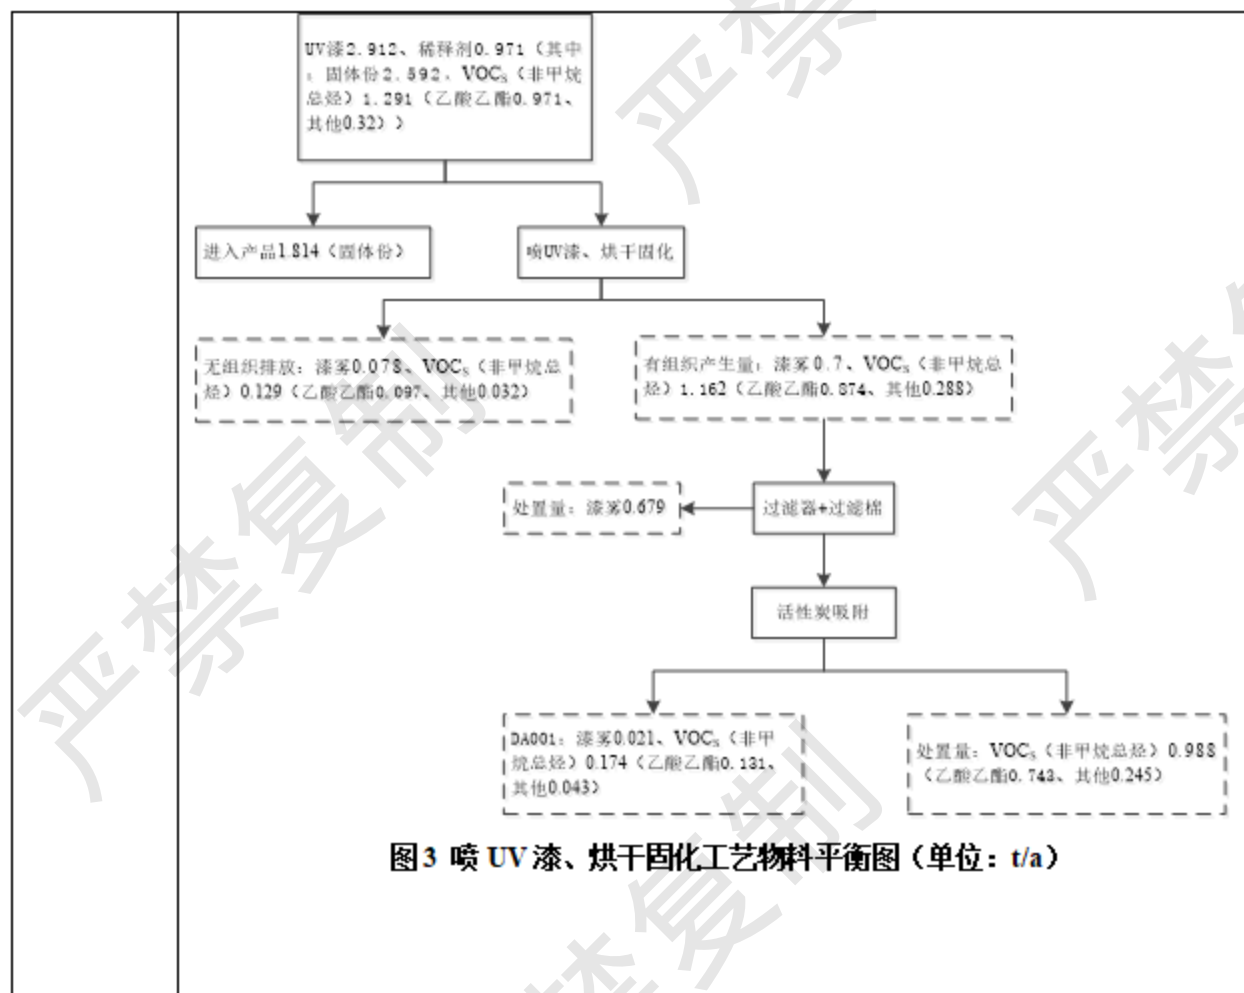 UV漆2.912、稀释剂0.971（其中
：固体份2.592、VOCs（非甲烷
总烃）1.291（乙酸乙酯0.971、
其他0.32））
进入产品1.814（固体份）
喷UV漆、烘干固化
无组织排放：漆雾0.078、VOCs（非甲烷总
烃）0.129（乙酸乙酯0.097、其他0.032）
有组织产生量：漆雾0.7、VOCs（非甲烷总
烃）1.162（乙酸乙酯0.874、其他0.288）
处置量：漆雾0.679
过滤器+过滤棉
活性炭吸附
DA001：漆雾0.021、VOCs（非甲
烷总烃）0.174（乙酸乙酯0.131、
其他0.043）
处置量：VOCs（非甲烷总烃）0.988
（乙酸乙酯0.743、其他0.245）
图3 喷 UV 漆、烘干固化工艺物料平衡图（单位：t/a）
严禁复制
严禁复制